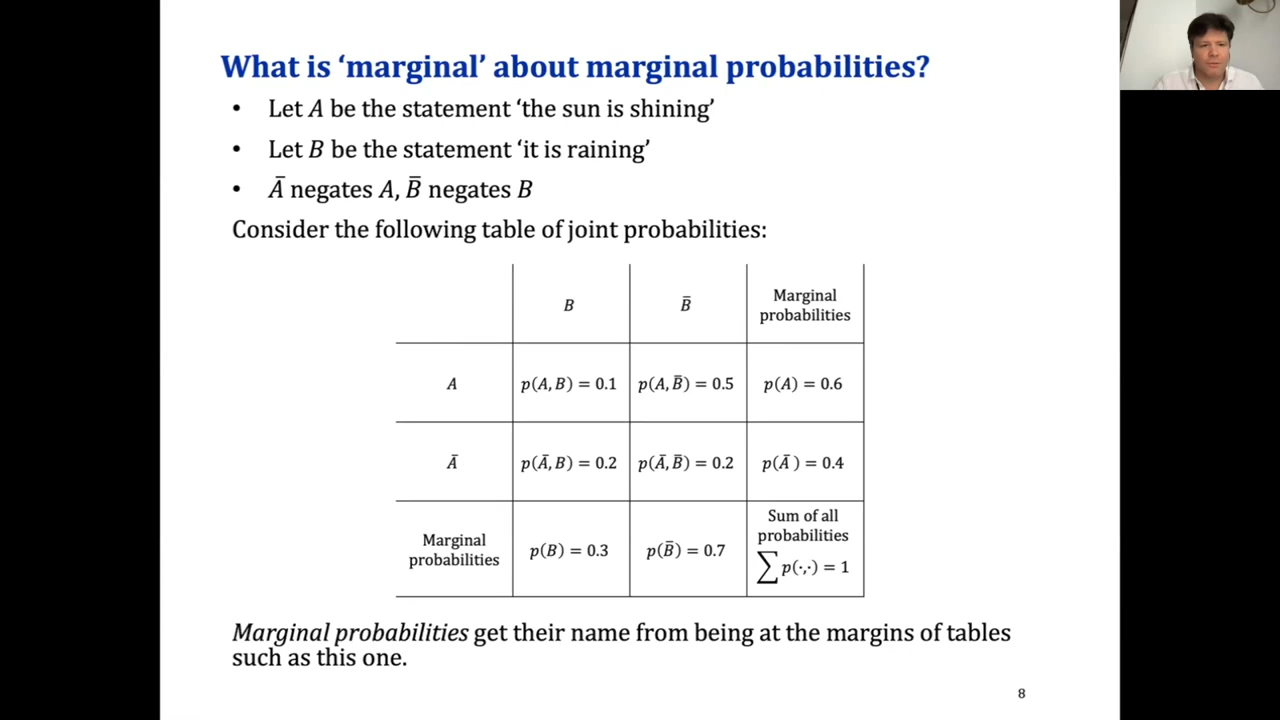 What is ‘marginal’ about marginal probabilities?
• Let A be the statement ‘the sun is shining’
• Let B be the statement ‘it is raining’
• Ā negates A, B̄ negates B
Consider the following table of joint probabilities:
B B̄ Marginal
probabilities
A p(A, B) = 0.1 p(A, B̄) = 0.5 p(A) = 0.6
Ā p(Ā, B) = 0.2 p(Ā, B̄) = 0.2 p(Ā ) = 0.4
Marginal
probabilities
p(B) = 0.3 p(B̄) = 0.7
Sum of all
probabilities
∑ p(·,·) = 1
Marginal probabilities get their name from being at the margins of tables
such as this one.
8